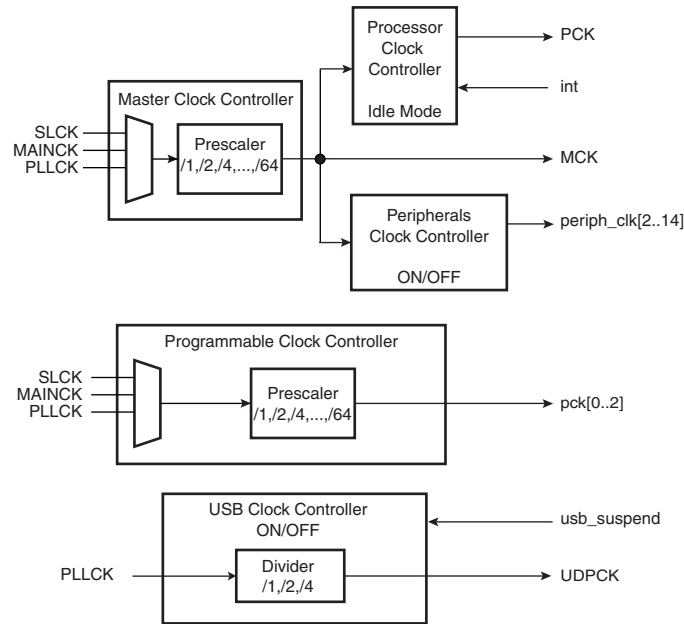 Processor
Clock
Controller
Idle Mode
PCK
int
Master Clock Controller
SLCK
MAINCK
PLLCK
Prescaler
/1,/2,/4,...,/64
MCK
Peripherals
Clock Controller
ON/OFF
periph_clk[2..14]
Programmable Clock Controller
SLCK
MAINCK
PLLCK
Prescaler
/1,/2,/4,...,/64
pck[0..2]
USB Clock Controller
ON/OFF
usb_suspend
PLLCK
Divider
/1,/2,/4
UDPCK